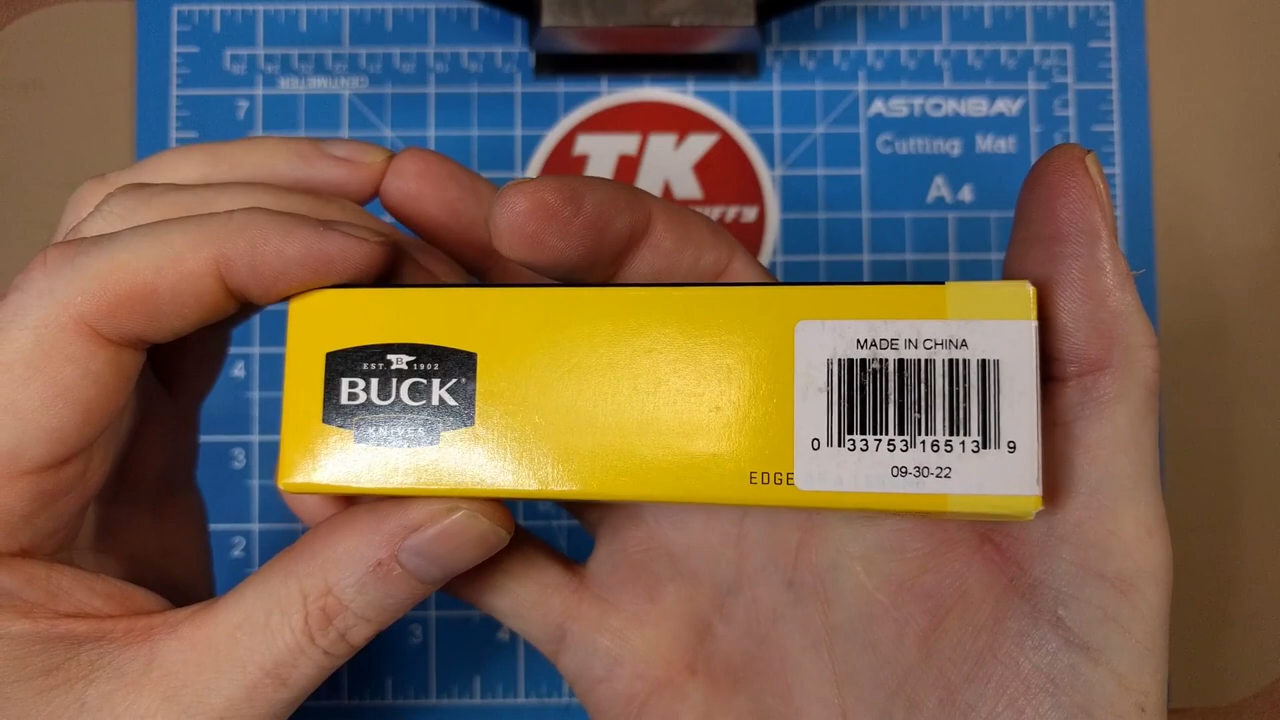 CENTIMETER
7
ASTONBAY
Cutting Mat
A4
TK
EST. B 1902
BUCK
KNIVES
MADE IN CHINA
0 33753 16513 9
09-30-22
EDGE
4
3
2
3